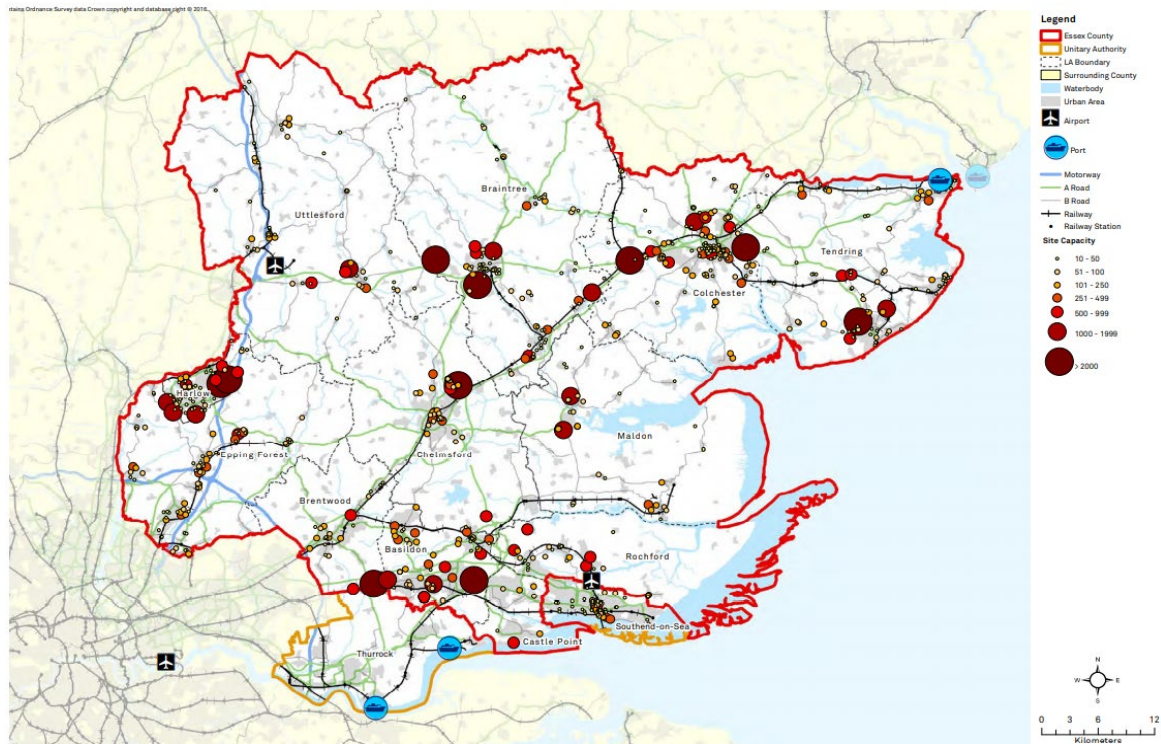 Contains Ordnance Survey data Crown copyright and database right © 2016
Legend
Essex County
Unitary Authority
LA Boundary
Surrounding County
Waterbody
Urban Area
Airport
Port
Motorway
A Road
B Road
Railway
Railway Station
Site Capacity
10 - 50
51 - 100
101 - 250
251 - 499
500 - 999
1000 - 1999
> 2000
Braintree
Uttlesford
Tendring
Colchester
Harlow
Maldon
Epping Forest
Chelmsford
Brentwood
Basildon
Rochford
Southend-on-Sea
Castle Point
Thurrock
N
W
E
S
0 3 6 12
Kilometers